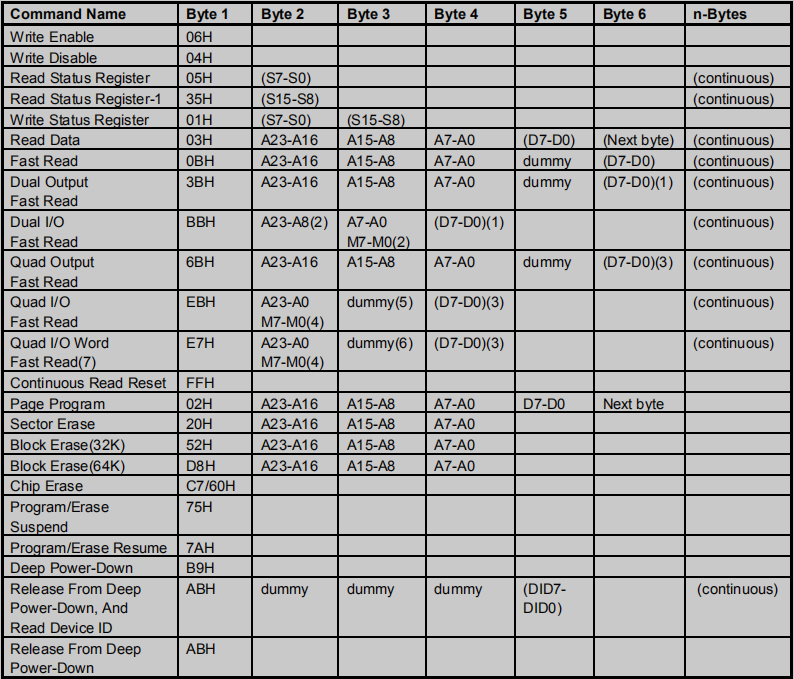 Command Name Byte 1 Byte 2 Byte 3 Byte 4 Byte 5 Byte 6 n-Bytes
Write Enable 06H
Write Disable 04H
Read Status Register 05H (S7-S0) (continuous)
Read Status Register-1 35H (S15-S8) (continuous)
Write Status Register 01H (S7-S0) (S15-S8)
Read Data 03H A23-A16 A15-A8 A7-A0 (D7-D0) (Next byte) (continuous)
Fast Read 0BH A23-A16 A15-A8 A7-A0 dummy (D7-D0) (continuous)
Dual Output 3BH A23-A16 A15-A8 A7-A0 dummy (D7-D0)(1) (continuous)
Fast Read
Dual I/O BBH A23-A8(2) A7-A0 (D7-D0)(1) (continuous)
Fast Read M7-M0(2)
Quad Output 6BH A23-A16 A15-A8 A7-A0 dummy (D7-D0)(3) (continuous)
Fast Read
Quad I/O EBH A23-A0 dummy(5) (D7-D0)(3) (continuous)
Fast Read M7-M0(4)
Quad I/O Word E7H A23-A0 dummy(6) (D7-D0)(3) (continuous)
Fast Read(7) M7-M0(4)
Continuous Read Reset FFH
Page Program 02H A23-A16 A15-A8 A7-A0 D7-D0 Next byte
Sector Erase 20H A23-A16 A15-A8 A7-A0
Block Erase(32K) 52H A23-A16 A15-A8 A7-A0
Block Erase(64K) D8H A23-A16 A15-A8 A7-A0
Chip Erase C7/60H
Program/Erase 75H
Suspend
Program/Erase Resume 7AH
Deep Power-Down B9H
Release From Deep ABH dummy dummy dummy (DID7- (continuous)
Power-Down, And DID0)
Read Device ID
Release From Deep ABH
Power-Down